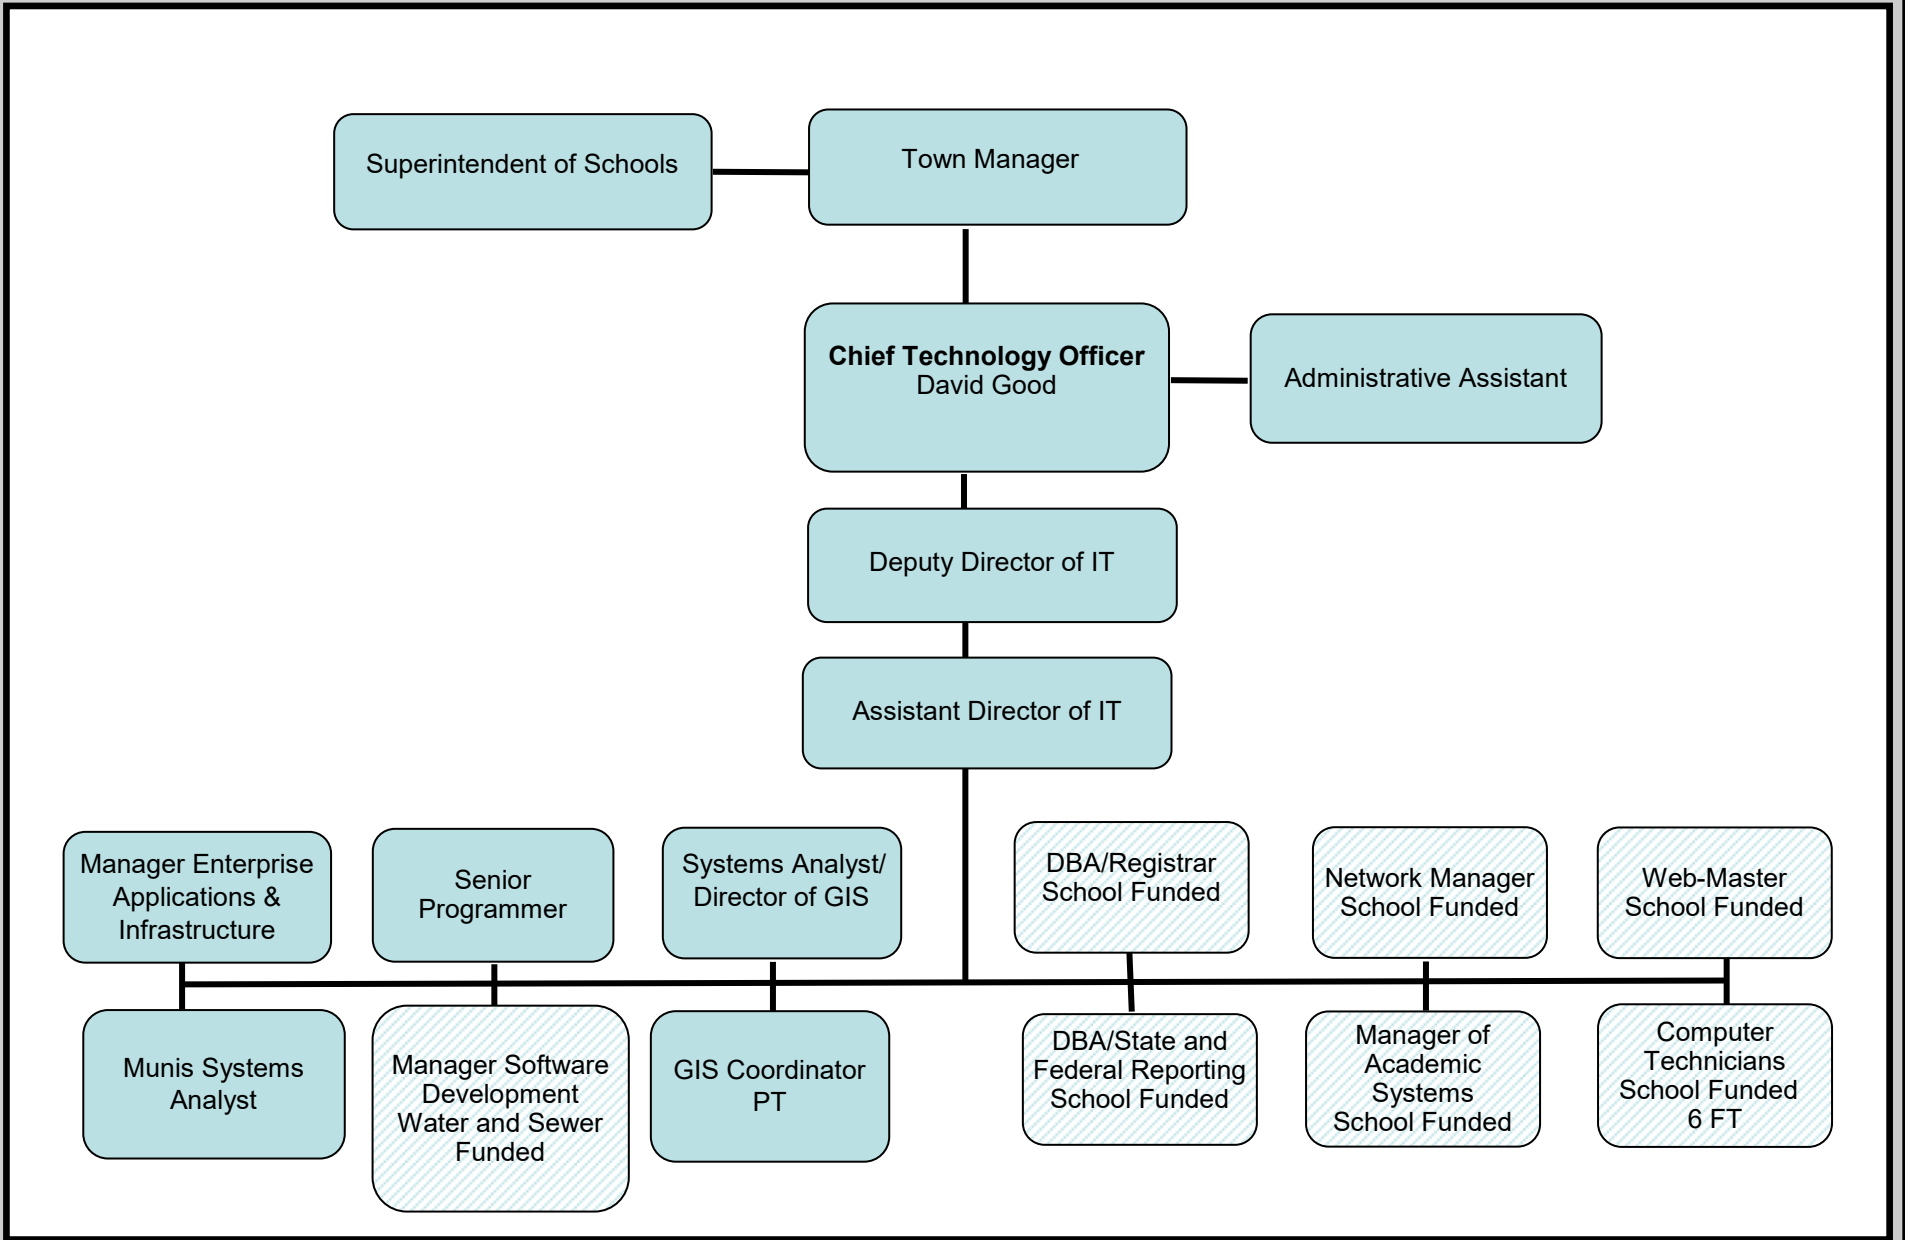 Superintendent of Schools
Town Manager
Chief Technology Officer
David Good
Administrative Assistant
Deputy Director of IT
Assistant Director of IT
Manager Enterprise
Applications &
Infrastructure
Senior
Programmer
Systems Analyst/
Director of GIS
DBA/Registrar
School Funded
Network Manager
School Funded
Web-Master
School Funded
Munis Systems
Analyst
Manager Software
Development
Water and Sewer
Funded
GIS Coordinator
PT
DBA/State and
Federal Reporting
School Funded
Manager of
Academic
Systems
School Funded
Computer
Technicians
School Funded
6 FT